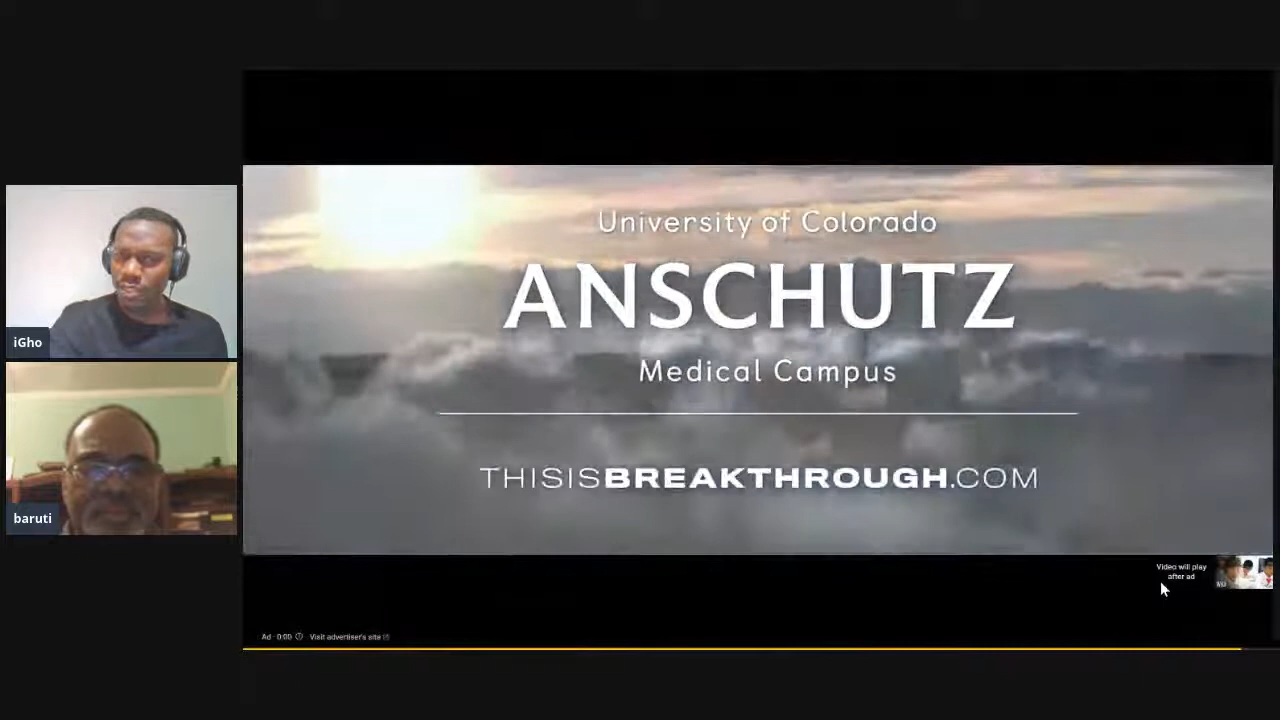 iGho
baruti
University of Colorado
ANSCHUTZ
Medical Campus
THISISBREAKTHROUGH.COM
Video will play
after ad
Ad · 0:00 Visit advertiser's site